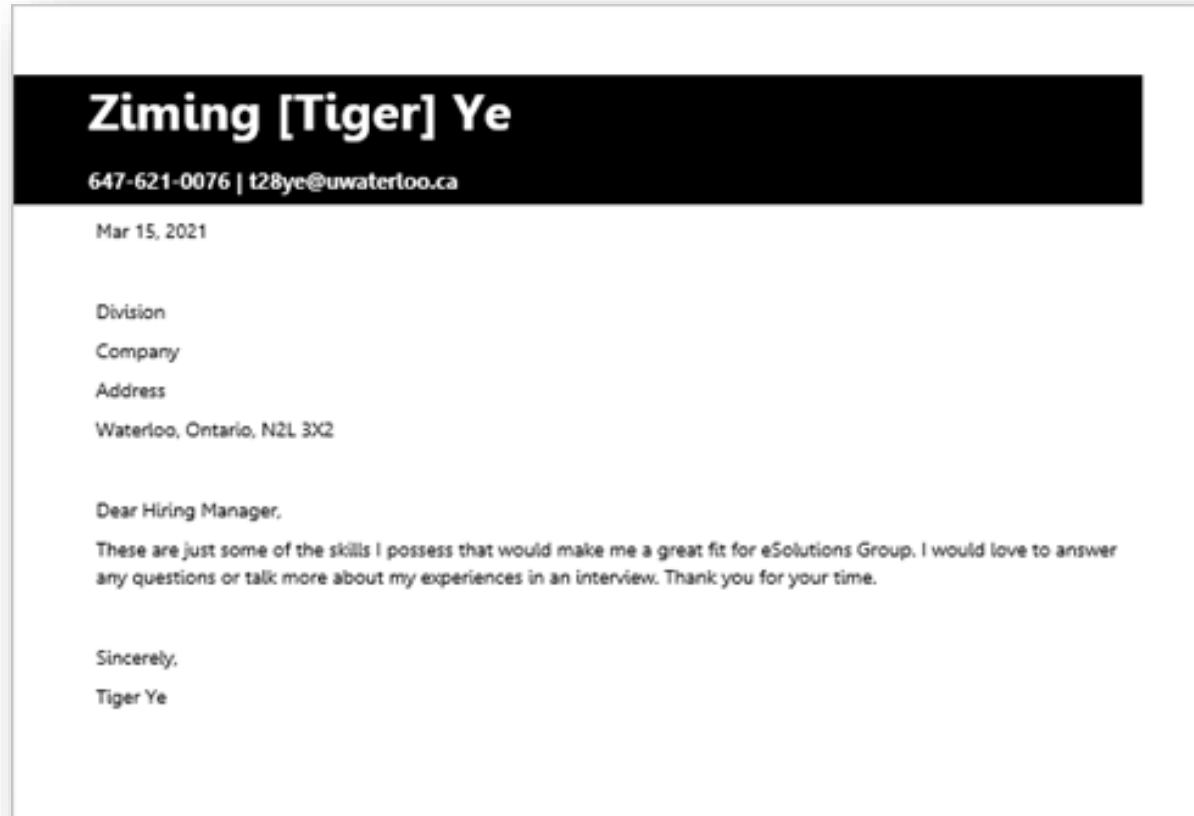 Ziming [Tiger] Ye
647-621-0076 | t28ye@uwaterloo.ca
Mar 15, 2021
Division
Company
Address
Waterloo, Ontario, N2L 3X2
Dear Hiring Manager,
These are just some of the skills I possess that would make me a great fit for eSolutions Group. I would love to answer
any questions or talk more about my experiences in an interview. Thank you for your time.
Sincerely,
Tiger Ye